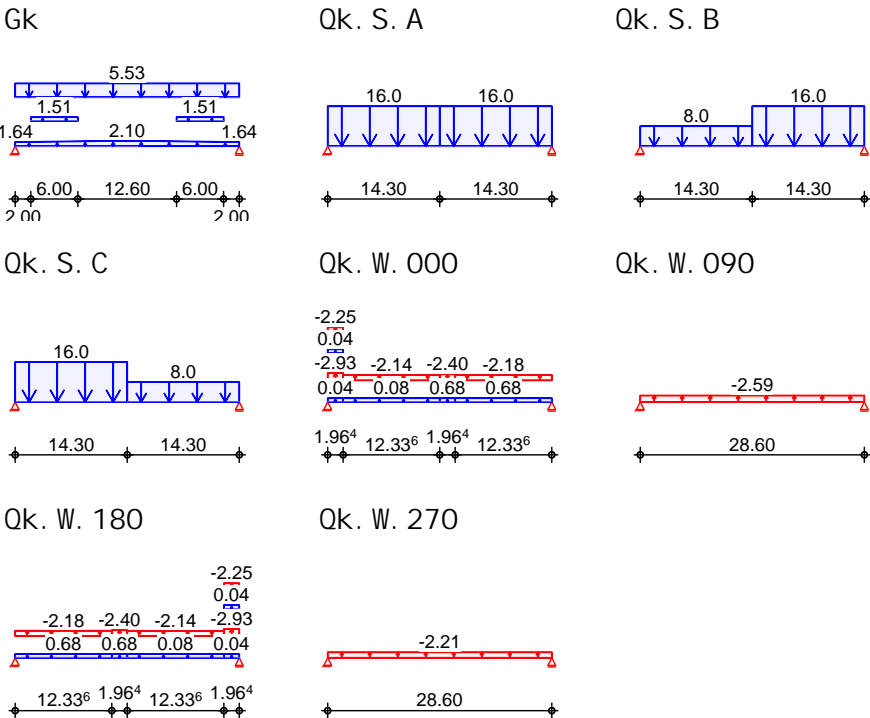 Gk
5.53
1.51 1.51
1.64 2.10 1.64
6.00 12.60 6.00
2.00 2.00
Qk. S. A
16.0 16.0
14.30 14.30
Qk. S. B
8.0 16.0
14.30 14.30
Qk. S. C
16.0 8.0
14.30 14.30
Qk. W. 000
-2.25
0.04
-2.93 -2.14 -2.40 -2.18
0.04 0.08 0.68 0.68
1.96⁴ 12.33⁶ 1.96⁴ 12.33⁶
Qk. W. 090
-2.59
28.60
Qk. W. 180
-2.25
0.04
-2.18 -2.40 -2.14 -2.93
0.68 0.68 0.08 0.04
12.33⁶ 1.96⁴ 12.33⁶ 1.96⁴
Qk. W. 270
-2.21
28.60